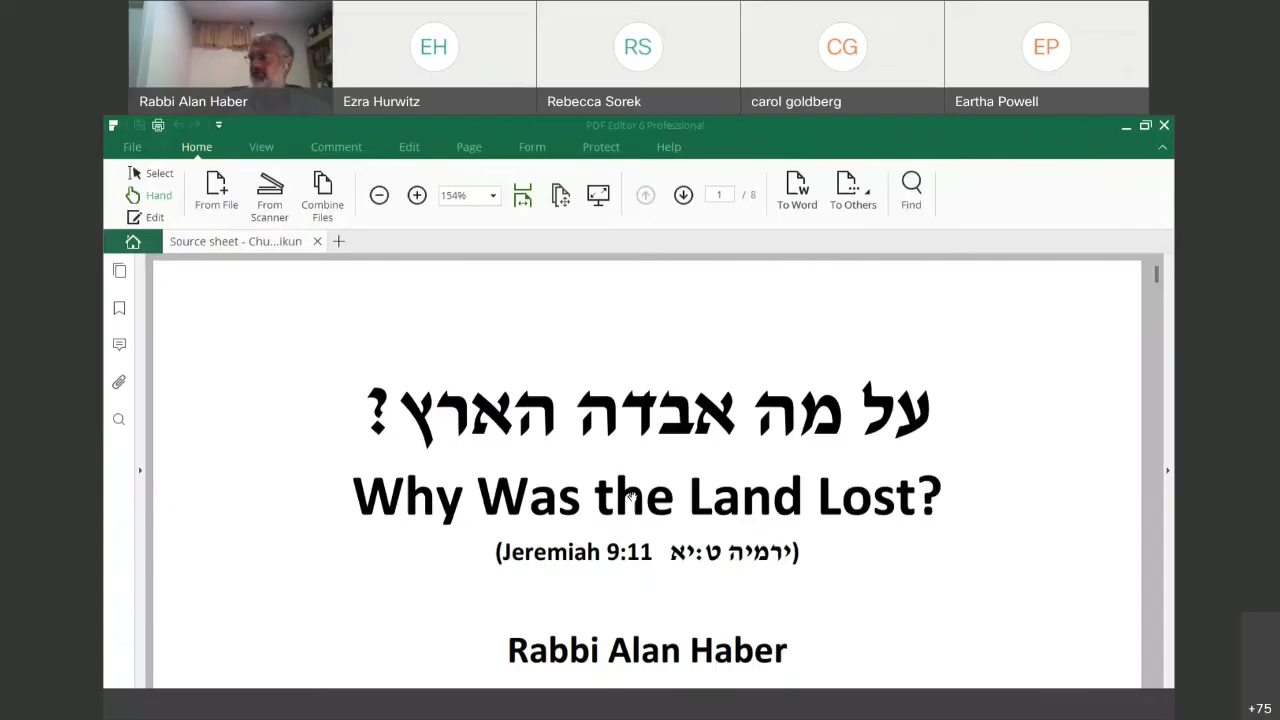 EH
RS
CG
EP
Rabbi Alan Haber
Ezra Hurwitz
Rebecca Sorek
carol goldberg
Eartha Powell
PDF Editor 6 Professional
File Home View Comment Edit Page Form Protect Help
Select
Hand
Edit
From File
From Scanner
Combine Files
154%
1 / 8
To Word
To Others
Find
Source sheet - Chu...ikun
על מה אבדה הארץ?
Why Was the Land Lost?
(Jeremiah 9:11 ירמיה ט:יא)
Rabbi Alan Haber
+75